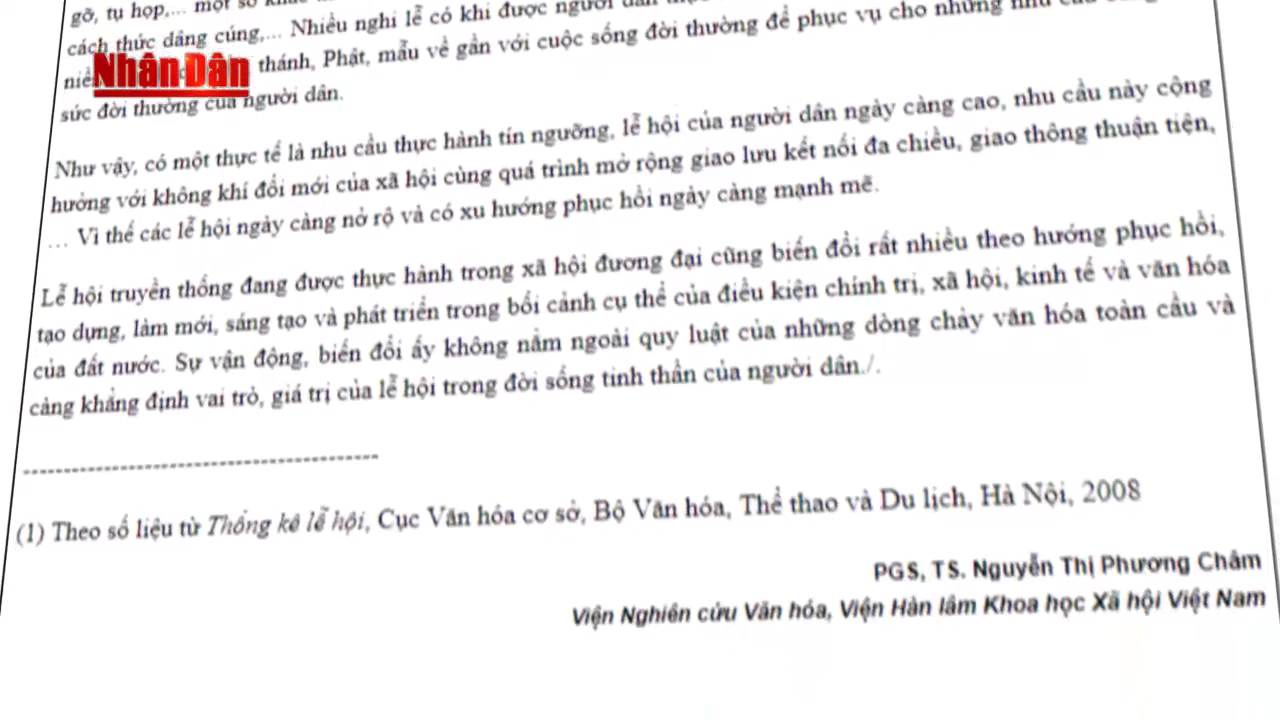 gỡ, tụ họp,... một số
cách thức dâng cúng,... Nhiều nghi lễ có khi được người dân
thánh, Phật, mẫu về gần với cuộc sống đời thường để phục vụ cho những nhu cầu
sức đời thường của người dân.
Nhân Dân
Như vậy, có một thực tế là nhu cầu thực hành tín ngưỡng, lễ hội của người dân ngày càng cao, nhu cầu này cộng
hưởng với không khí đổi mới của xã hội cùng quá trình mở rộng giao lưu kết nối đa chiều, giao thông thuận tiện,
… Vì thế các lễ hội ngày càng nở rộ và có xu hướng phục hồi ngày càng mạnh mẽ.
Lễ hội truyền thống đang được thực hành trong xã hội đương đại cũng biến đổi rất nhiều theo hướng phục hồi,
tạo dựng, làm mới, sáng tạo và phát triển trong bối cảnh cụ thể của điều kiện chính trị, xã hội, kinh tế và văn hóa
của đất nước. Sự vận động, biến đổi ấy không nằm ngoài quy luật của những dòng chảy văn hóa toàn cầu và
càng khẳng định vai trò, giá trị của lễ hội trong đời sống tinh thần của người dân./.
(1) Theo số liệu từ Thống kê lễ hội, Cục Văn hóa cơ sở, Bộ Văn hóa, Thể thao và Du lịch, Hà Nội, 2008
PGS, TS. Nguyễn Thị Phương Châm
Viện Nghiên cứu Văn hóa, Viện Hàn lâm Khoa học Xã hội Việt Nam